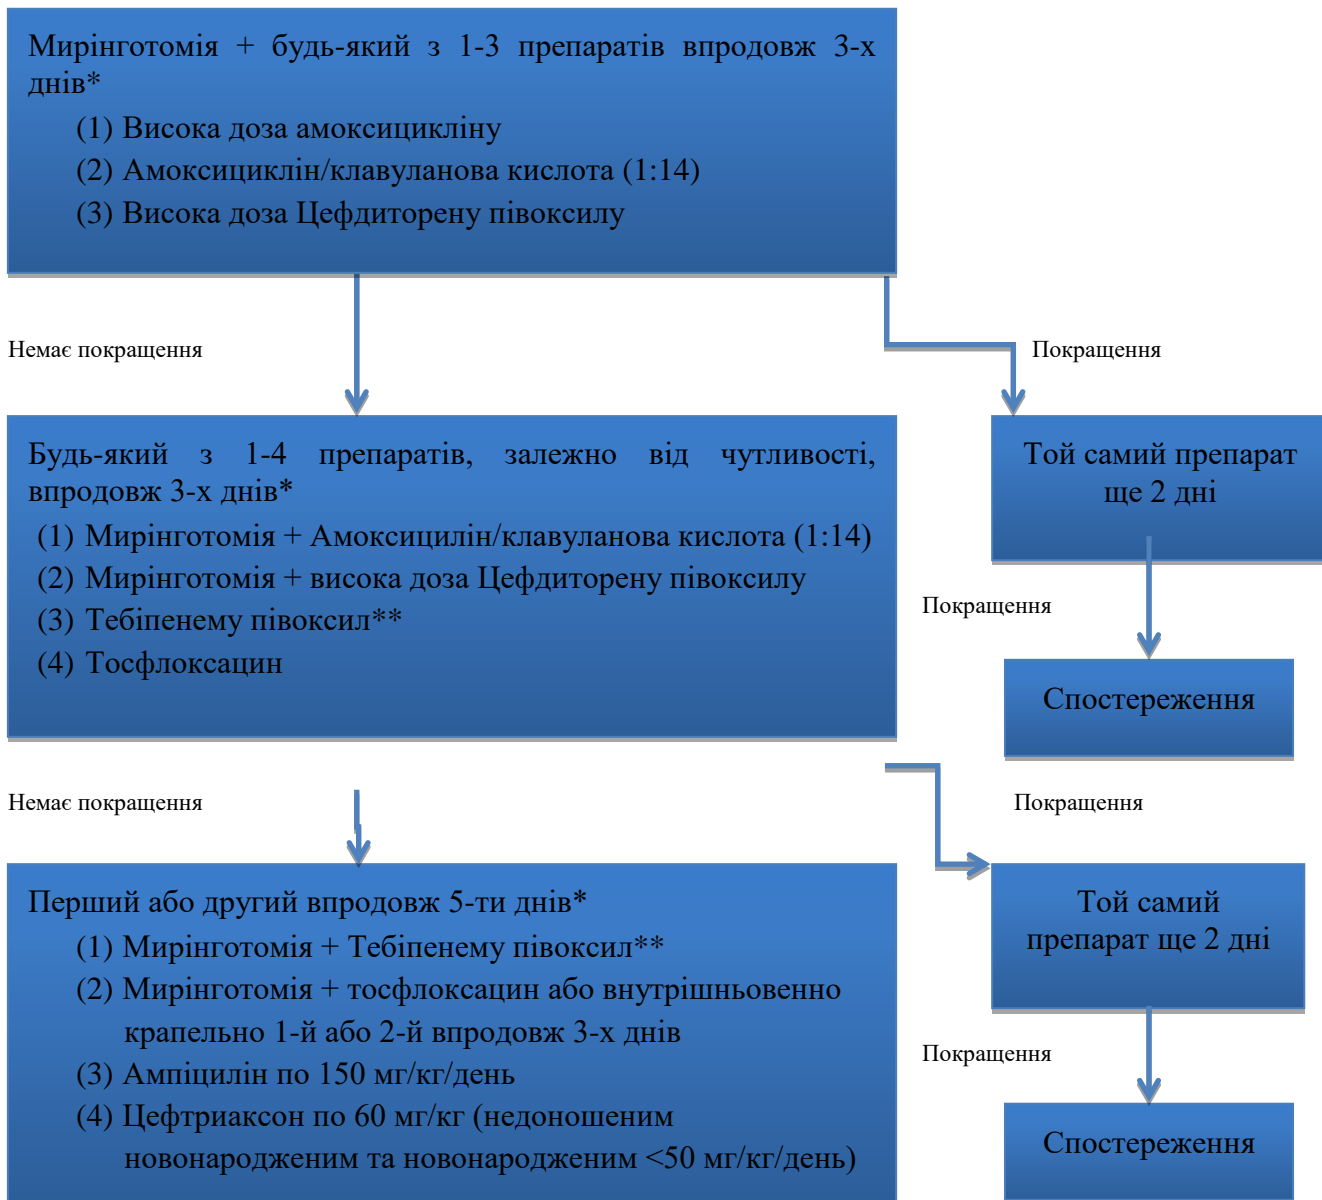 Мирінготомія + будь-який з 1-3 препаратів впродовж 3-х
днів*
(1) Висока доза амоксицикліну
(2) Амоксициклін/клавуланова кислота (1:14)
(3) Висока доза Цефдиторену півоксилу
Немає покращення
Покращення
Будь-який з 1-4 препаратів, залежно від чутливості,
впродовж 3-х днів*
(1) Мирінготомія + Амоксицилін/клавуланова кислота (1:14)
(2) Мирінготомія + висока доза Цефдиторену півоксилу
(3) Тебіпенему півоксил**
(4) Тосфлоксацин
Той самий препарат
ще 2 дні
Покращення
Спостереження
Немає покращення
Покращення
Перший або другий впродовж 5-ти днів*
(1) Мирінготомія + Тебіпенему півоксил**
(2) Мирінготомія + тосфлоксацин або внутрішньовенно
крапельно 1-й або 2-й впродовж 3-х днів
(3) Ампіцилін по 150 мг/кг/день
(4) Цефтриаксон по 60 мг/кг (недоношеним
новонародженим та новонародженим <50 мг/кг/день)
Той самий
препарат ще 2 дні
Покращення
Спостереження